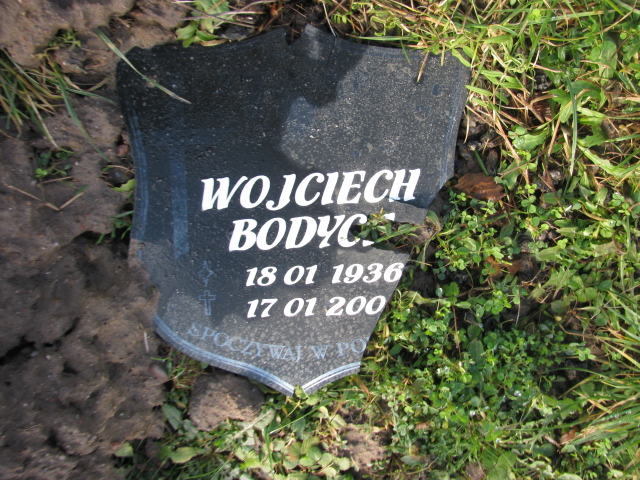 WOJCIECH
BODYC
18 01 1936
17 01 200
SPOCZYWAJ W PO